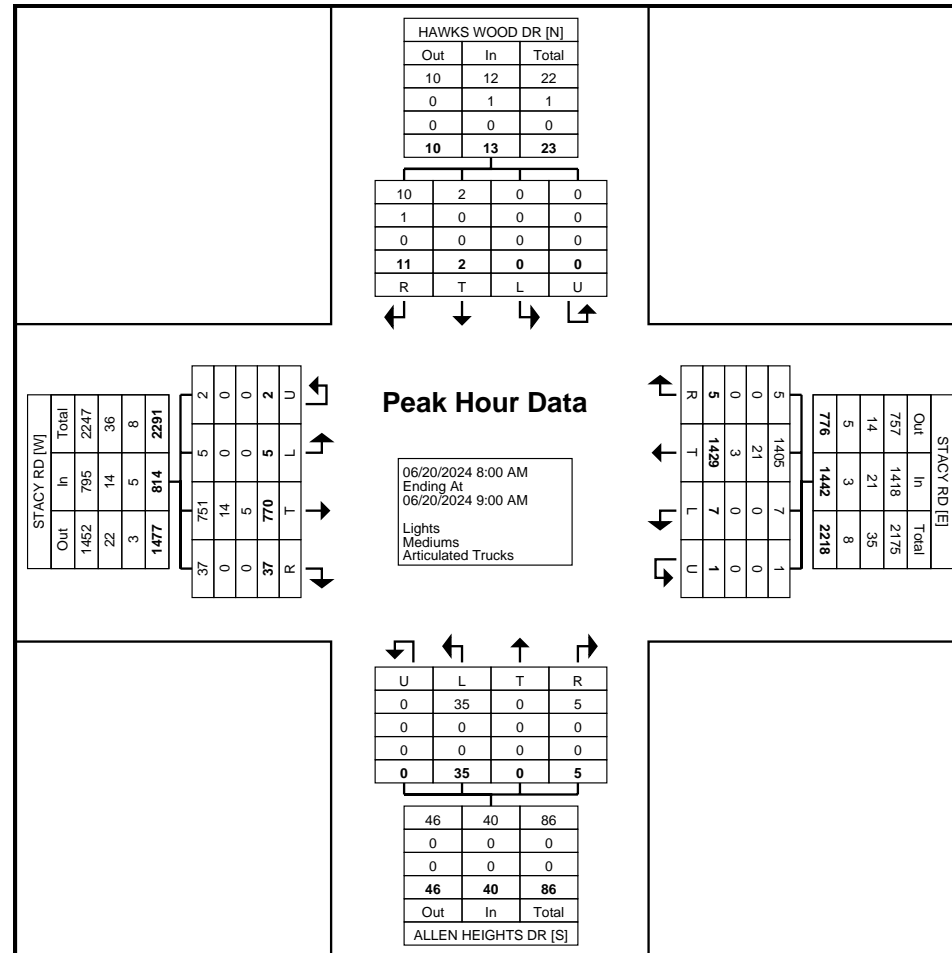 HAWKS WOOD DR [N]
Out In Total
10 12 22
0 1 1
0 0 0
10 13 23
10 2 0 0
1 0 0 0
0 0 0 0
11 2 0 0
R T L U
STACY RD [W]
Total In Out
2247 795 1452
36 14 22
8 5 3
2291 814 1477
2 5 751 37
0 0 14 0
0 0 5 0
2 5 770 37
U L T R
Peak Hour Data
06/20/2024 8:00 AM
Ending At
06/20/2024 9:00 AM
Lights
Mediums
Articulated Trucks
STACY RD [E]
Out In Total
757 1418 2175
14 21 35
5 3 8
776 1442 2218
5 1405 7 1
0 21 0 0
0 3 0 0
5 1429 7 1
R T L U
U L T R
0 35 0 5
0 0 0 0
0 0 0 0
0 35 0 5
46 40 86
0 0 0
0 0 0
46 40 86
Out In Total
ALLEN HEIGHTS DR [S]